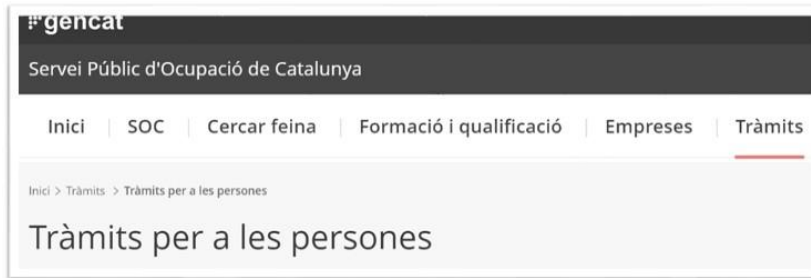 gencat
Servei Públic d'Ocupació de Catalunya
Inici | SOC | Cercar feina | Formació i qualificació | Empreses | Tràmits
Inici > Tràmits > Tràmits per a les persones
Tràmits per a les persones